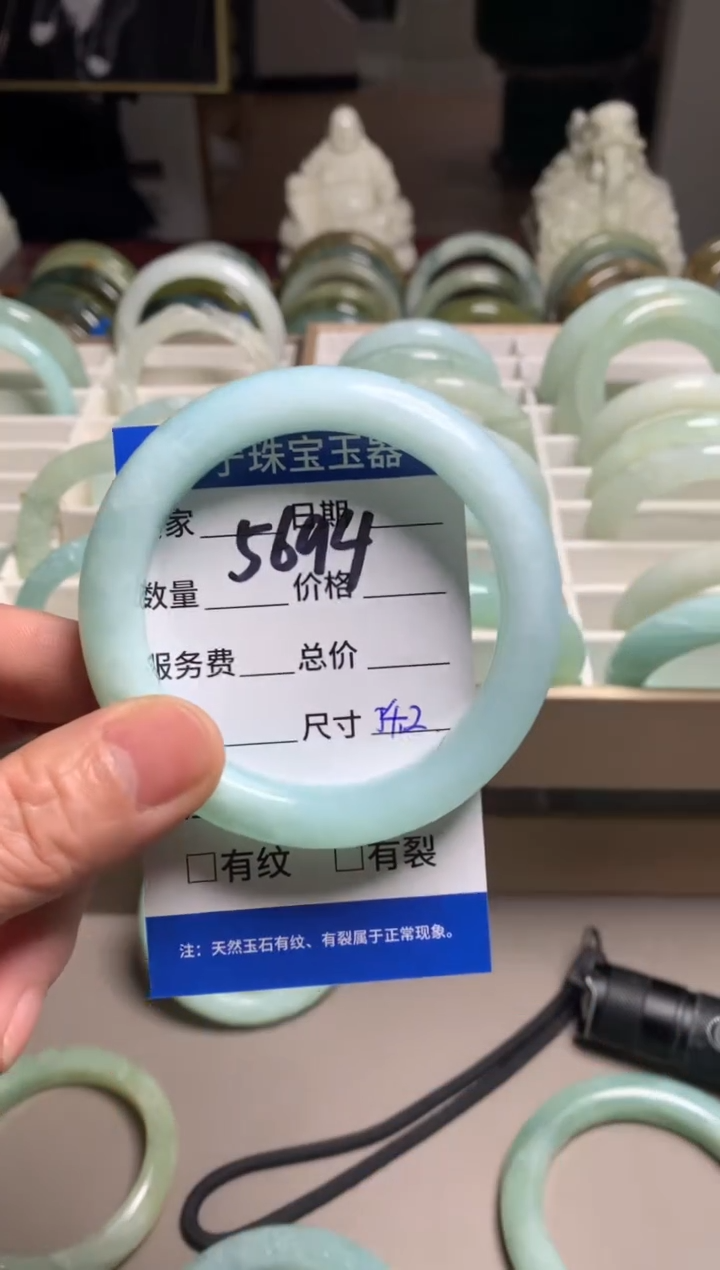 珠宝玉器
家 日期
5694
数量 价格
服务费 总价
尺寸 54.2
□有纹 □有裂
注：天然玉石有纹、有裂属于正常现象。